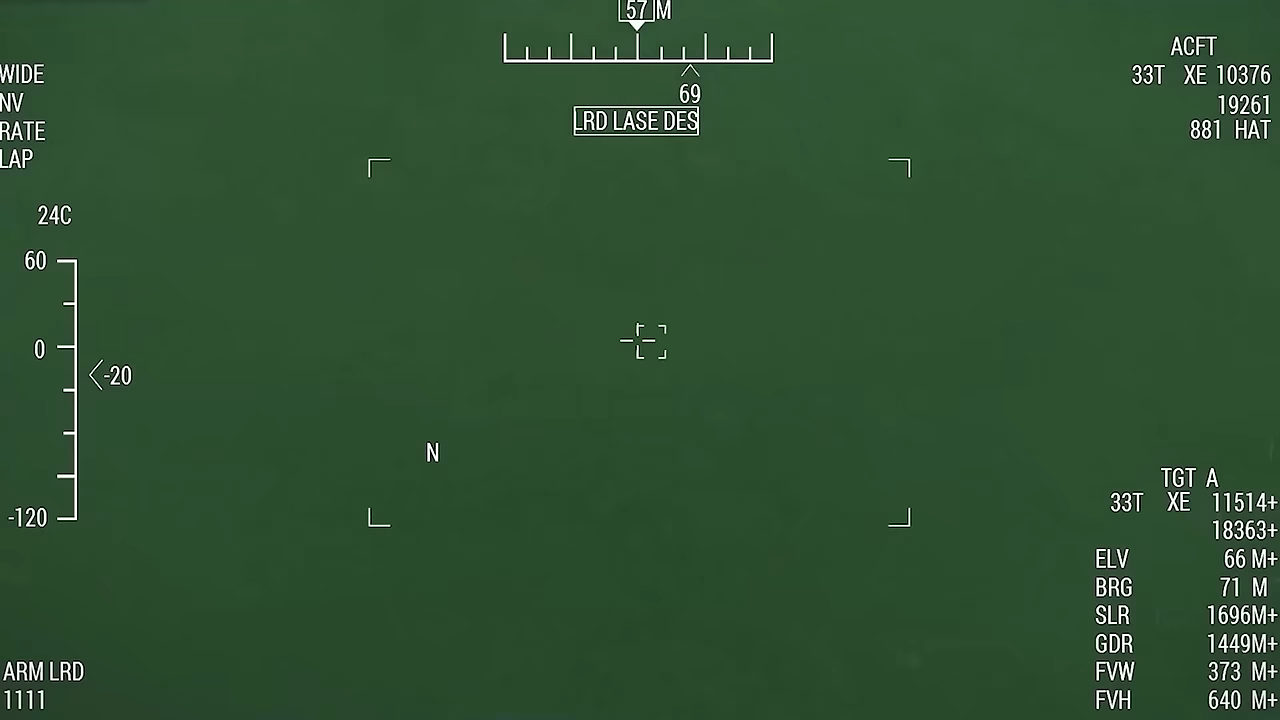 57 M
69
LRD LASE DES
WIDE
NV
RATE
LAP
24C
60
0
-20
-120
ACFT
33T XE 10376
19261
881 HAT
N
TGT A
33T XE 11514+
18363+
ELV 66 M+
BRG 71 M
SLR 1696M+
GDR 1449M+
FVW 373 M+
FVH 640 M+
ARM LRD
1111